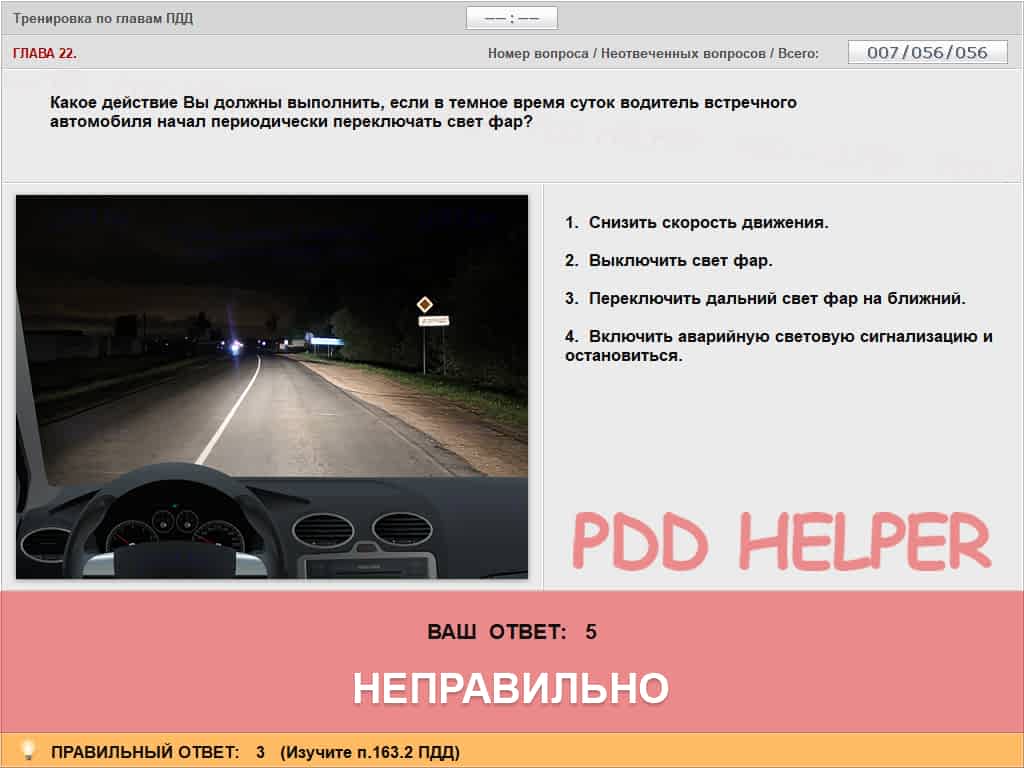 Тренировка по главам ПДД
—— : ——
ГЛАВА 22.
Номер вопроса / Неотвеченных вопросов / Всего:
007/056/056
Какое действие Вы должны выполнить, если в темное время суток водитель встречного
автомобиля начал периодически переключать свет фар?
1. Снизить скорость движения.
2. Выключить свет фар.
3. Переключить дальний свет фар на ближний.
4. Включить аварийную световую сигнализацию и
остановиться.
PDD HELPER
ВАШ ОТВЕТ: 5
НЕПРАВИЛЬНО
ПРАВИЛЬНЫЙ ОТВЕТ: 3 (Изучите п.163.2 ПДД)